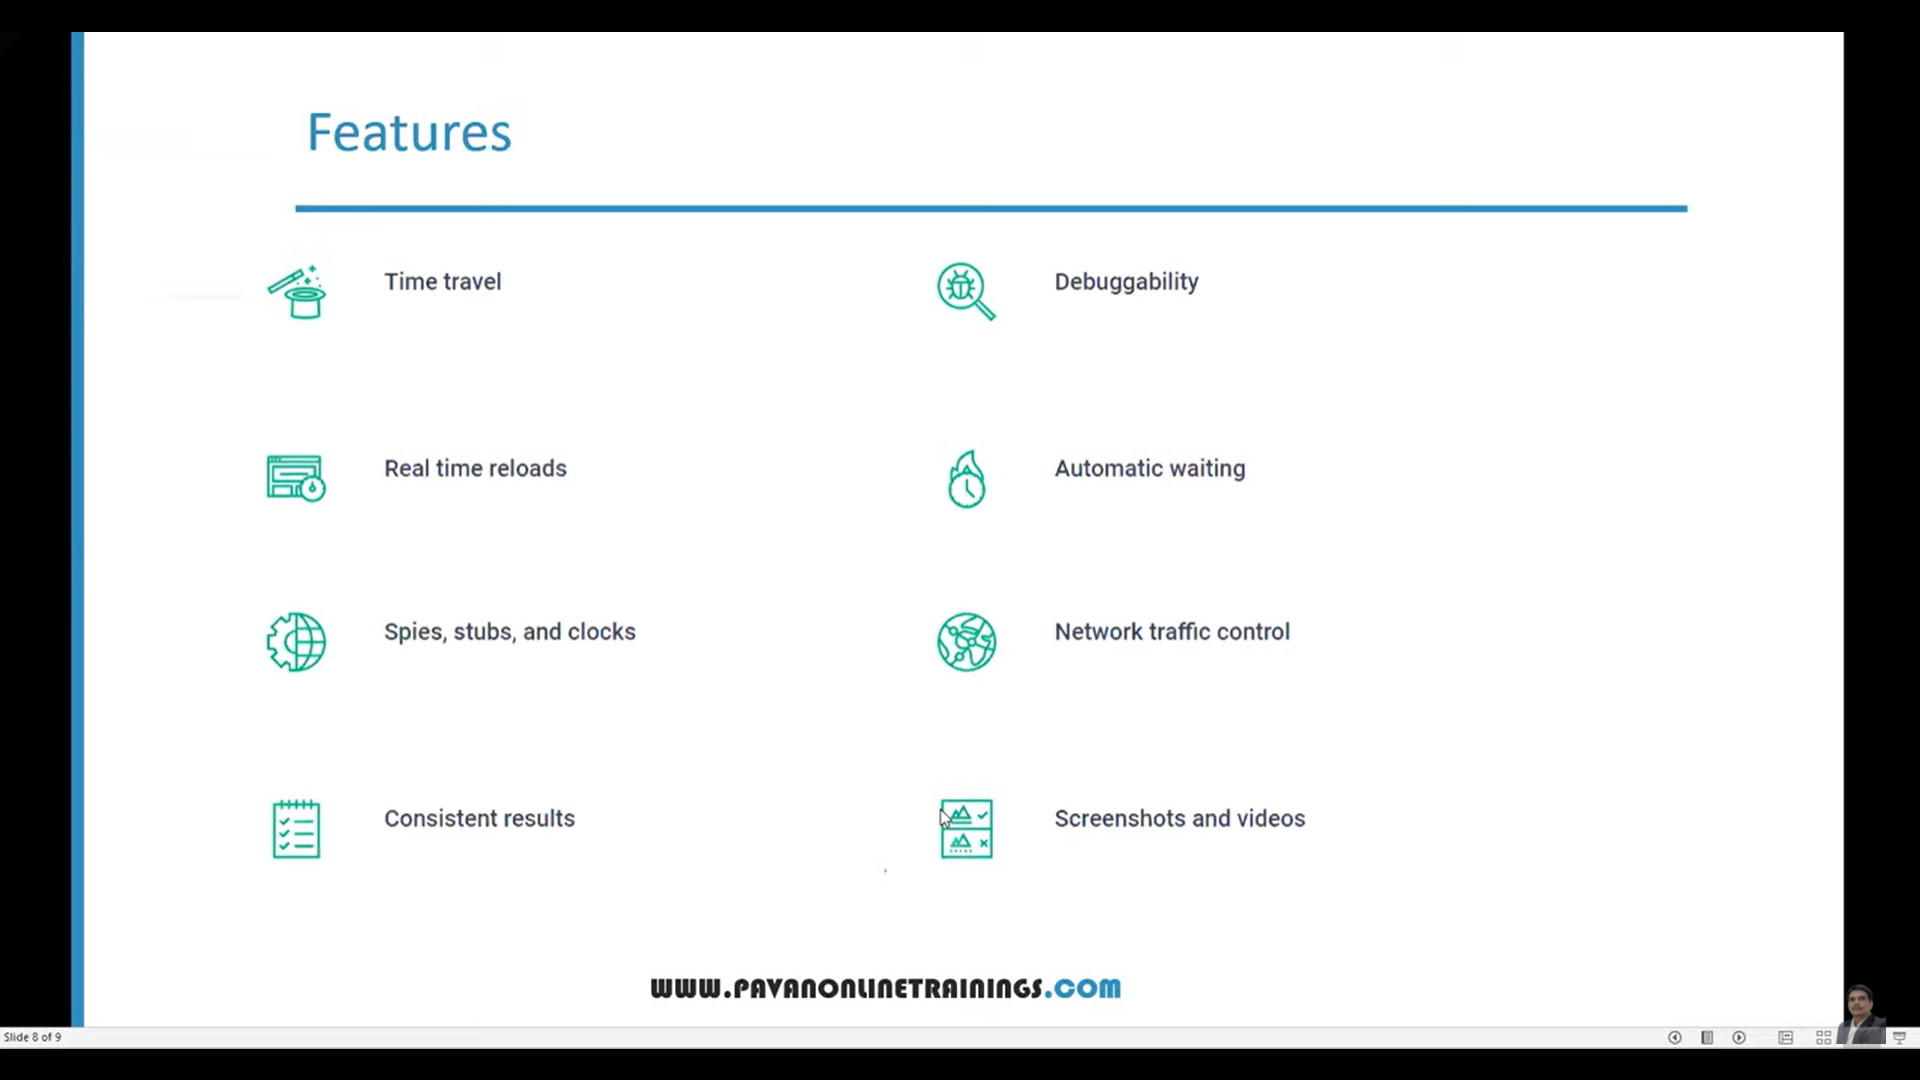 Features
Time travel
Debuggability
Real time reloads
Automatic waiting
Spies, stubs, and clocks
Network traffic control
Consistent results
Screenshots and videos
WWW.PAVANONLINETRAININGS.COM
Slide 8 of 9